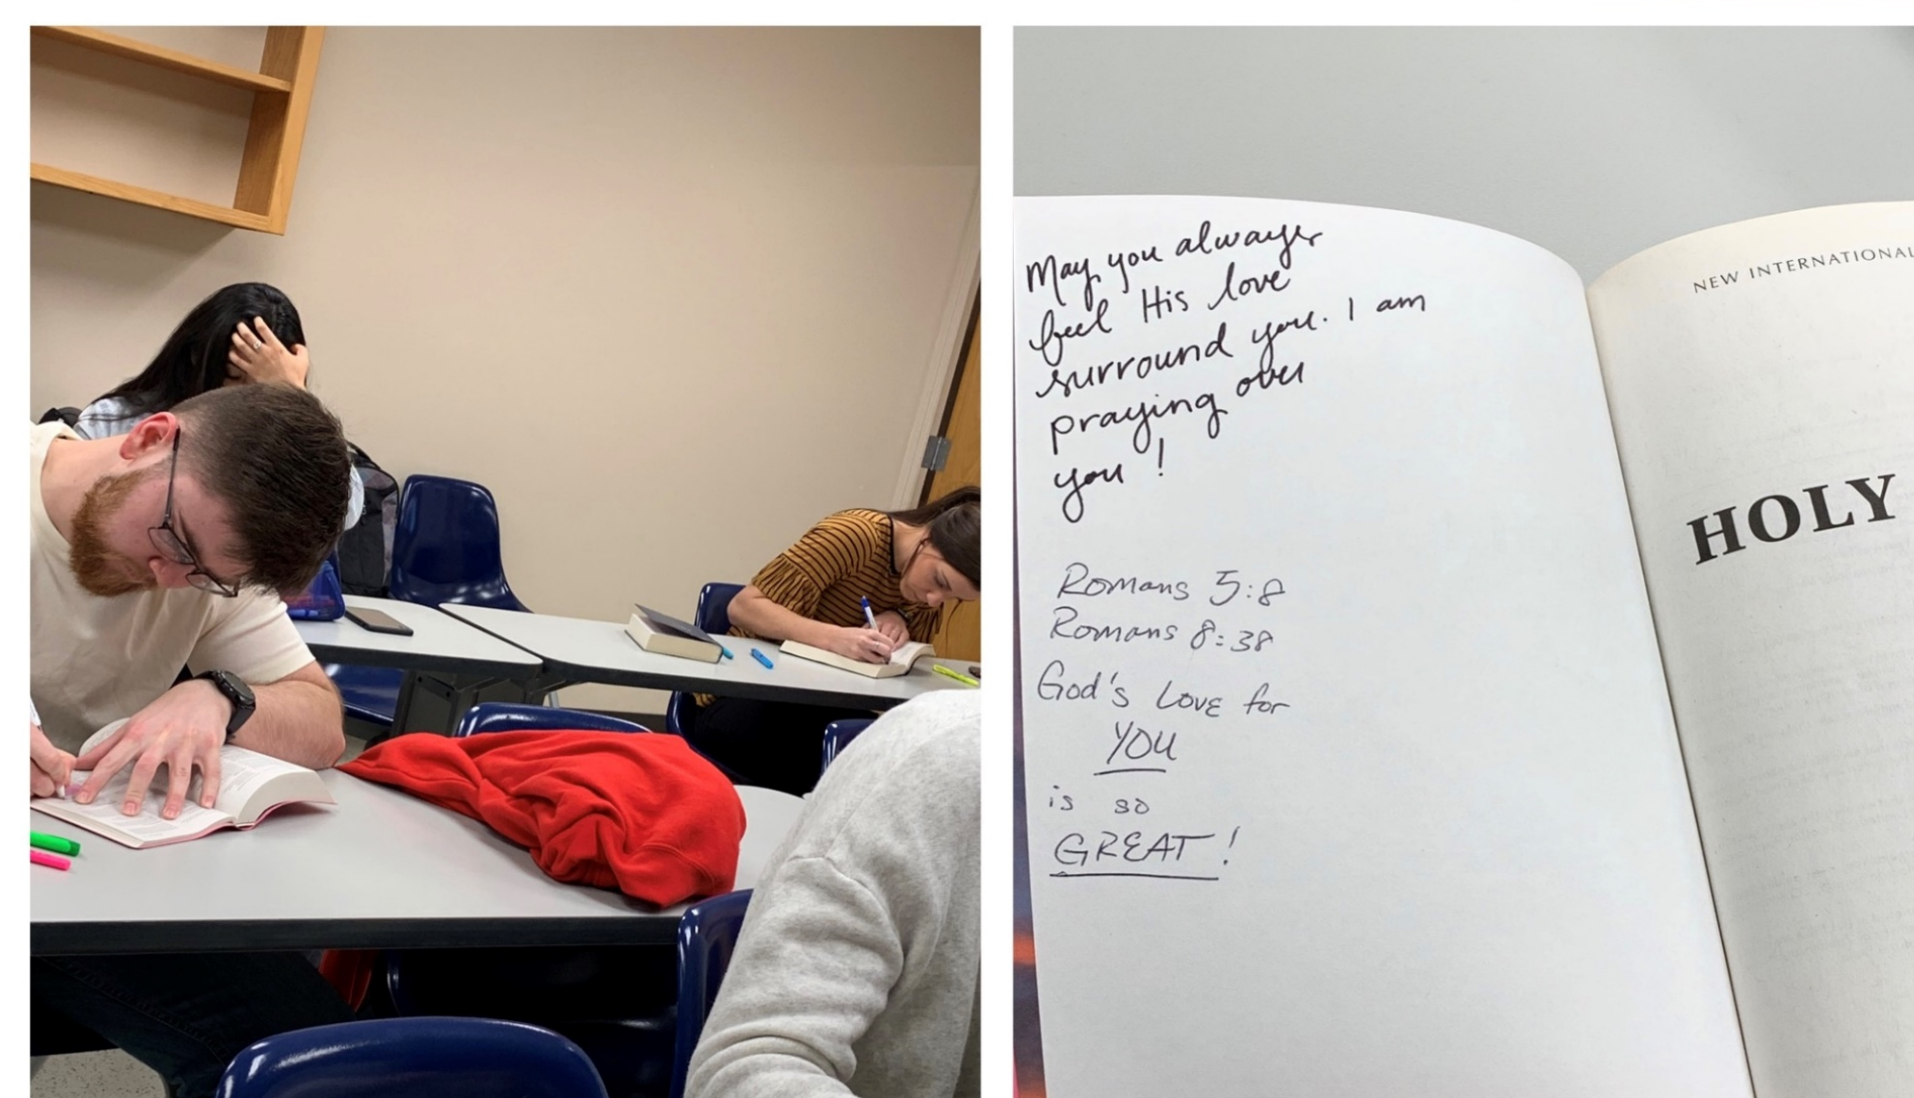 May you always
feel His love
surround you. I am
praying over
you!
Romans 5:8
Romans 8:38
God's Love for
YOU
is so
GREAT!
NEW INTERNATIONAL
HOLY